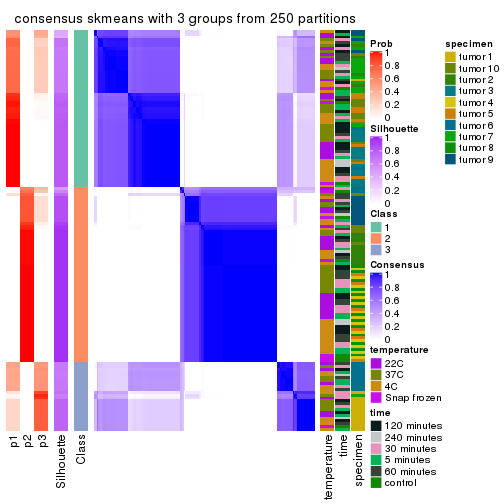 consensus skmeans with 3 groups from 250 partitions
Prob
1
0.8
0.6
0.4
0.2
0
Silhouette
1
0.8
0.6
0.4
0.2
0
Class
1
2
3
Consensus
1
0.8
0.6
0.4
0.2
0
temperature
22C
37C
4C
Snap frozen
time
120 minutes
240 minutes
30 minutes
5 minutes
60 minutes
control
specimen
tumor 1
tumor 10
tumor 2
tumor 3
tumor 4
tumor 5
tumor 6
tumor 7
tumor 8
tumor 9
p1
p2
p3
Silhouette
Class
temperature
time
specimen